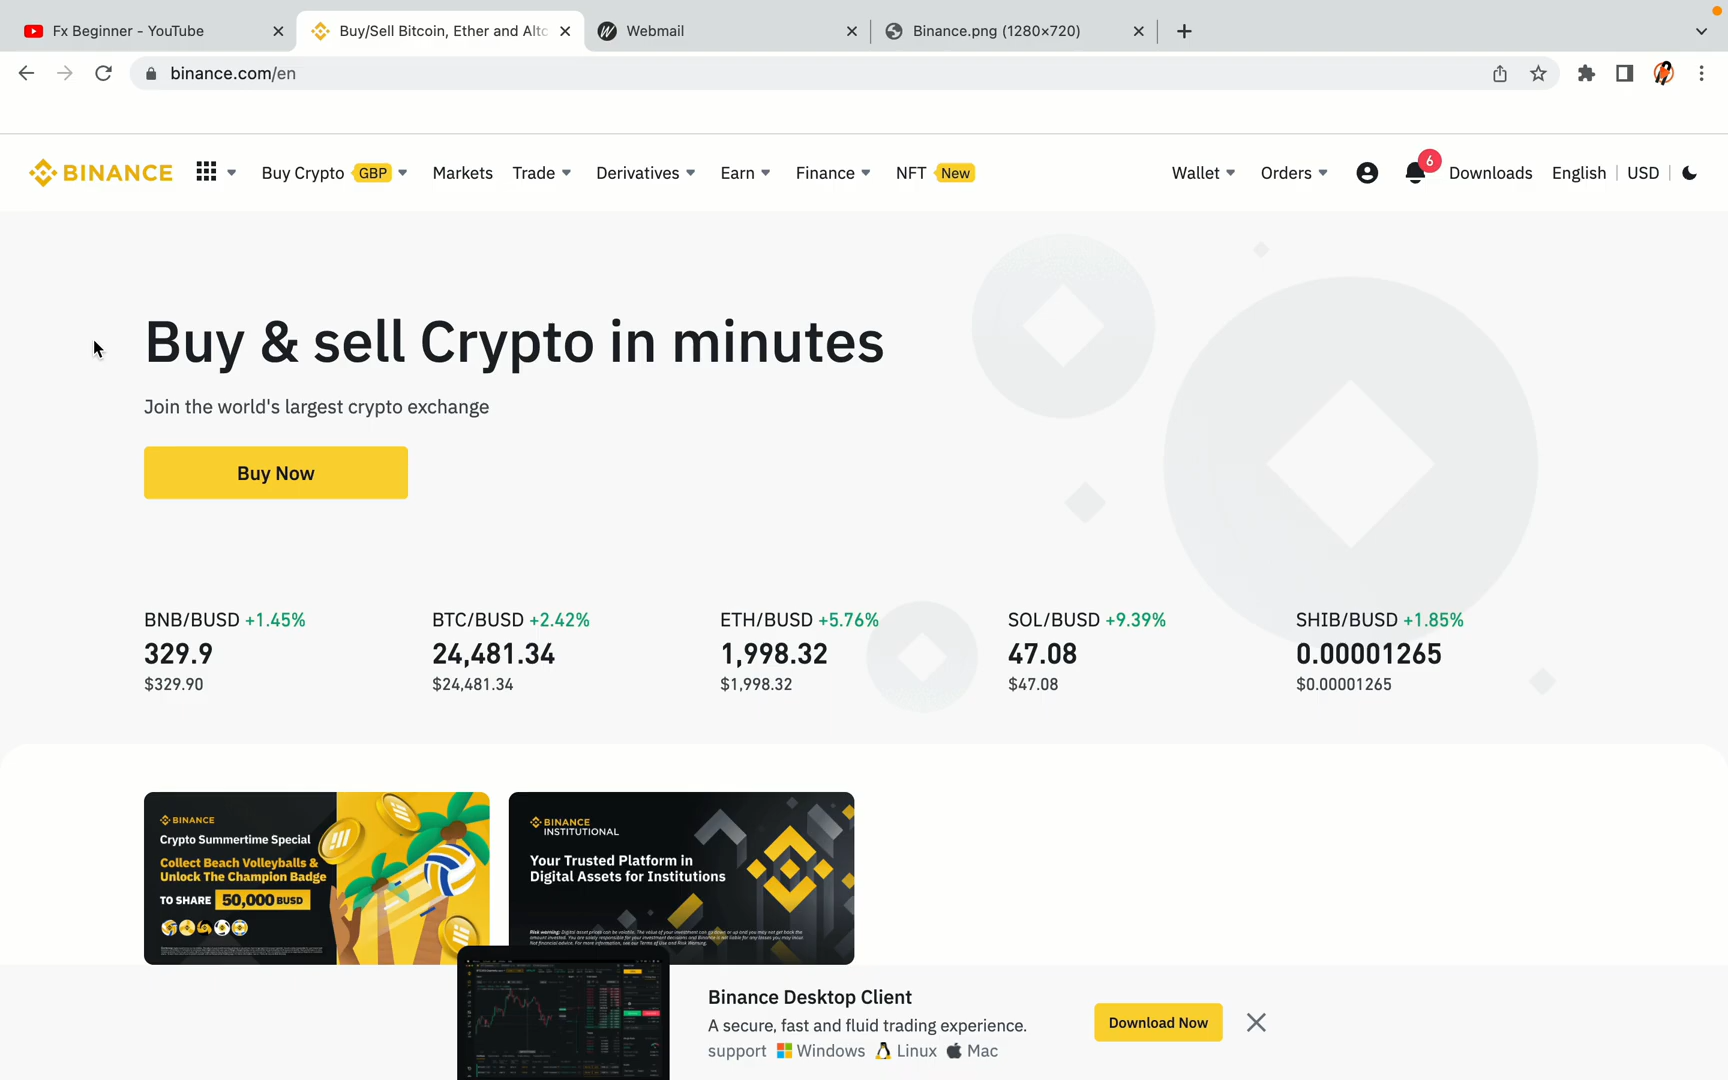 Fx Beginner - YouTube
Buy/Sell Bitcoin, Ether and Altc
Webmail
Binance.png (1280×720)
binance.com/en
BINANCE
Buy Crypto GBP
Markets
Trade
Derivatives
Earn
Finance
NFT New
Wallet
Orders
6
Downloads
English
USD
Buy & sell Crypto in minutes
Join the world's largest crypto exchange
Buy Now
BNB/BUSD +1.45%
329.9
$329.90
BTC/BUSD +2.42%
24,481.34
$24,481.34
ETH/BUSD +5.76%
1,998.32
$1,998.32
SOL/BUSD +9.39%
47.08
$47.08
SHIB/BUSD +1.85%
0.00001265
$0.00001265
BINANCE
Crypto Summertime Special
Collect Beach Volleyballs &
Unlock The Champion Badge
TO SHARE 50,000 BUSD
BINANCE
INSTITUTIONAL
Your Trusted Platform in
Digital Assets for Institutions
Binance Desktop Client
A secure, fast and fluid trading experience.
support Windows Linux Mac
Download Now